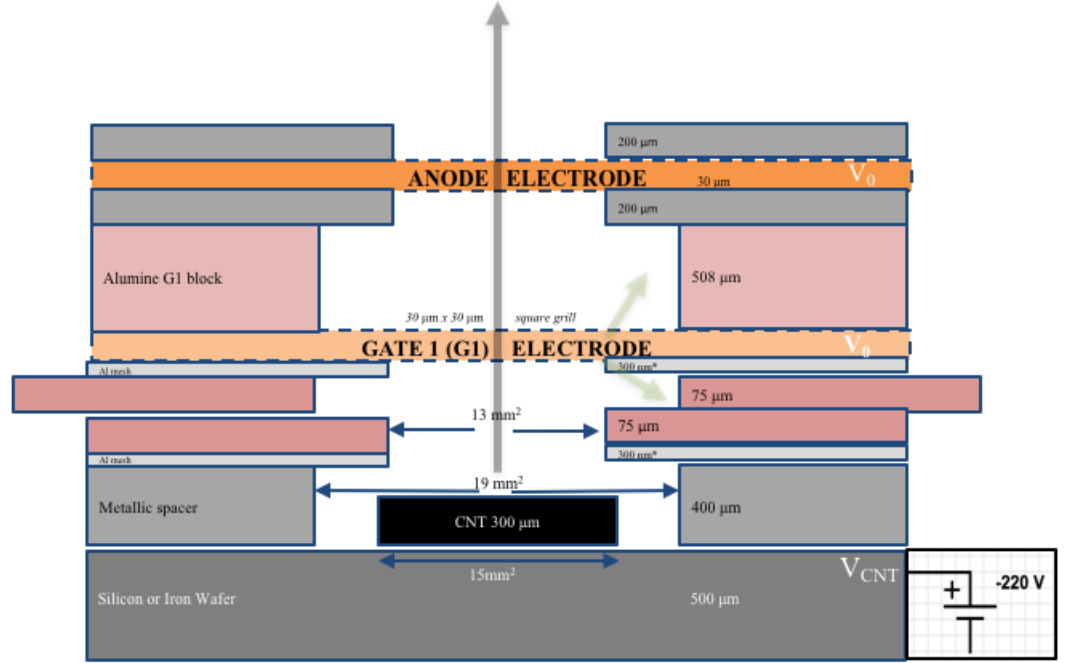 200 μm
ANODE ELECTRODE 30 μm V0
200 μm
Alumine G1 block 508 μm
30 μm x 30 μm square grill
GATE 1 (G1) ELECTRODE V0
Al mesh 300 nm*
75 μm
13 mm²
75 μm
Al mesh 300 nm*
19 mm²
Metallic spacer CNT 300 μm 400 μm
15mm²
VCNT
+ -220 V
Silicon or Iron Wafer 500 μm